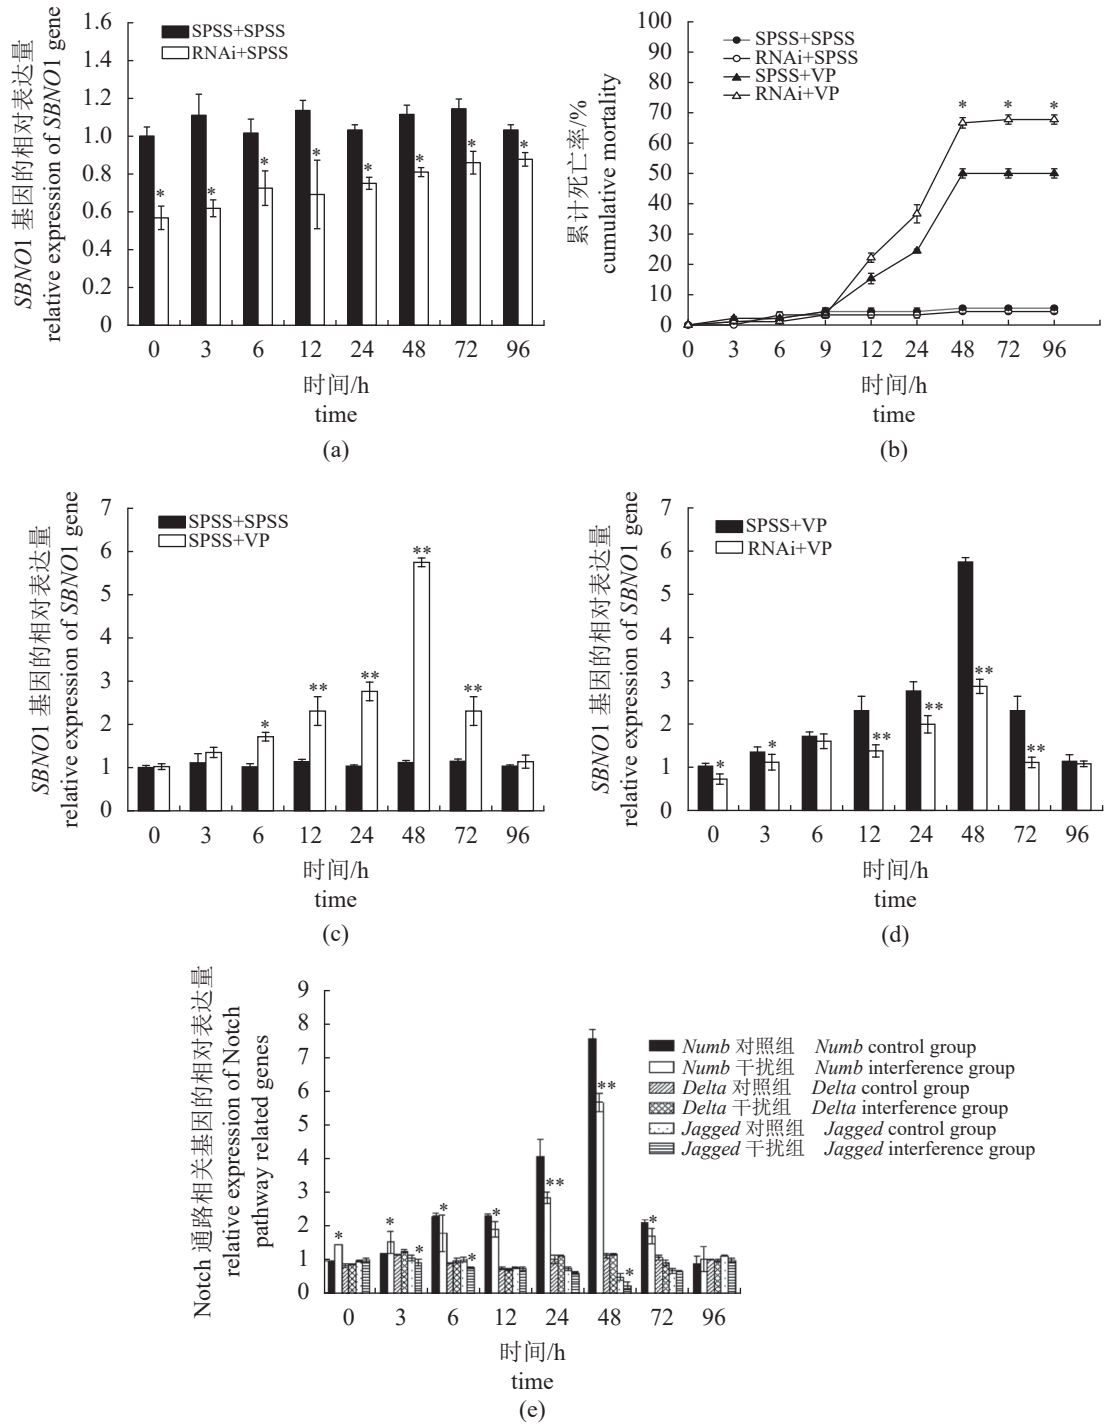 SBNO1 基因的相对表达量
relative expression of SBNO1 gene
1.6
1.4
1.2
1.0
0.8
0.6
0.4
0.2
0
SPSS+SPSS
RNAi+SPSS
* * * * * * * *
0 3 6 12 24 48 72 96
时间/h
time
(a)
累计死亡率/%
cumulative mortality
100
90
80
70
60
50
40
30
20
10
0
SPSS+SPSS
RNAi+SPSS
SPSS+VP
RNAi+VP
* * *
0 3 6 9 12 24 48 72 96
时间/h
time
(b)
SBNO1 基因的相对表达量
relative expression of SBNO1 gene
7
6
5
4
3
2
1
0
SPSS+SPSS
SPSS+VP
* ** ** ** **
0 3 6 12 24 48 72 96
时间/h
time
(c)
SBNO1 基因的相对表达量
relative expression of SBNO1 gene
7
6
5
4
3
2
1
0
SPSS+VP
RNAi+VP
* * ** ** ** **
0 3 6 12 24 48 72 96
时间/h
time
(d)
Notch 通路相关基因的相对表达量
relative expression of Notch
pathway related genes
9
8
7
6
5
4
3
2
1
0
Numb 对照组 Numb control group
Numb 干扰组 Numb interference group
Delta 对照组 Delta control group
Delta 干扰组 Delta interference group
Jagged 对照组 Jagged control group
Jagged 干扰组 Jagged interference group
* * * * * * ** ** * *
0 3 6 12 24 48 72 96
时间/h
time
(e)